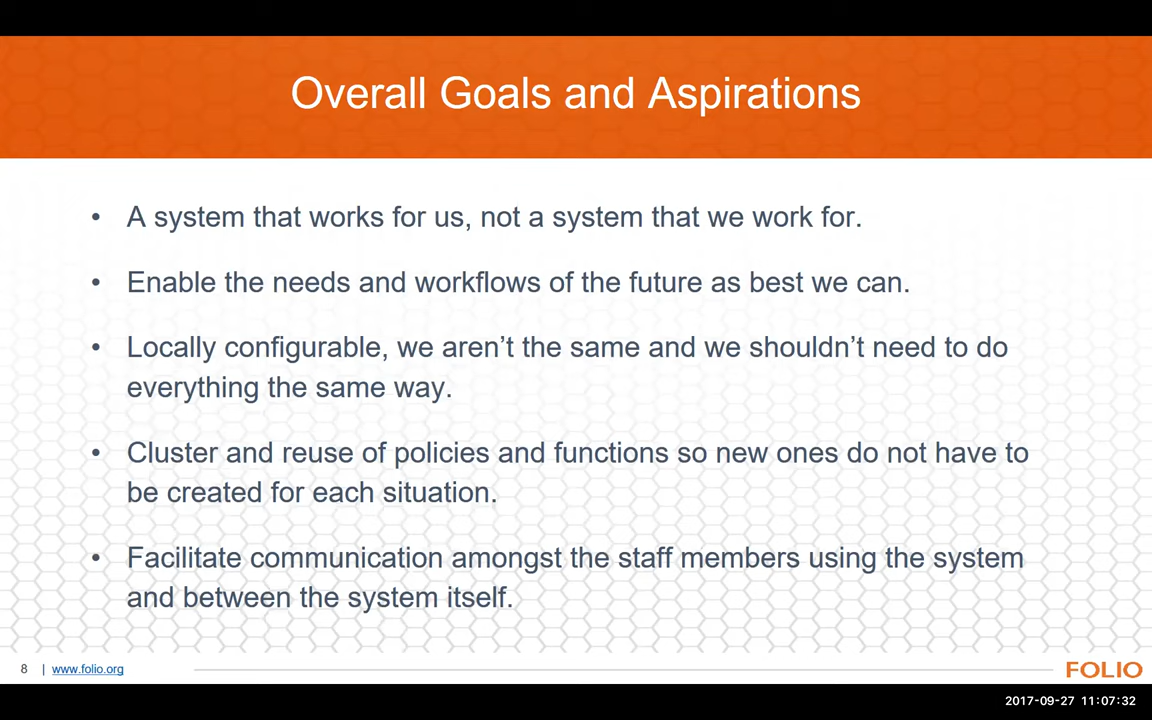 Overall Goals and Aspirations
• A system that works for us, not a system that we work for.
• Enable the needs and workflows of the future as best we can.
• Locally configurable, we aren’t the same and we shouldn’t need to do
everything the same way.
• Cluster and reuse of policies and functions so new ones do not have to
be created for each situation.
• Facilitate communication amongst the staff members using the system
and between the system itself.
8 | www.folio.org
FOLIO
2017-09-27 11:07:32